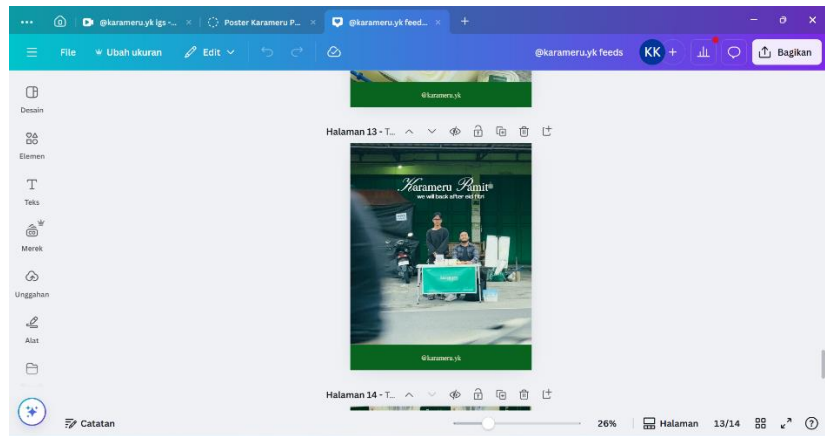 @karameru.yk igs -...
Poster Karameru P...
@karameru.yk feed...
File
Ubah ukuran
Edit
@karameru.yk feeds
KK
Bagikan
Desain
Elemen
Teks
Merek
Unggahan
Alat
@karameru.yk
Halaman 13 - T...
Karameru Pamit
we will back after eid fitri
@karameru.yk
Halaman 14 - T...
Catatan
26%
Halaman
13/14